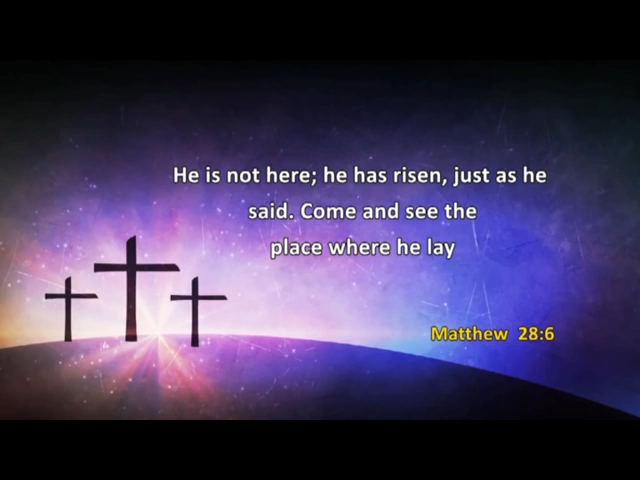 He is not here; he has risen, just as he
said. Come and see the
place where he lay
Matthew 28:6